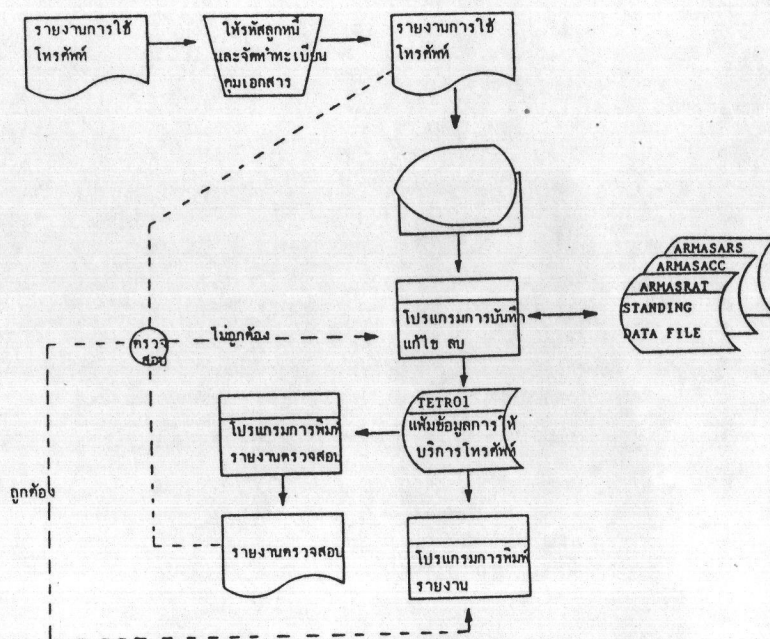 รายงานการใช้
โทรศัพท์
ให้รหัสลูกหนี้
และจัดทำทะเบียน
คุมเอกสาร
รายงานการใช้
โทรศัพท์
ARMASARS
ARMASACC
ARMASRAT
STANDING
DATA FILE
โปรแกรมการบันทึก
แก้ไข ลบ
ตรวจ
สอบ
ไม่ถูกต้อง
TETR01
แฟ้มข้อมูลการให้
บริการโทรศัพท์
โปรแกรมการพิมพ์
รายงานตรวจสอบ
ถูกต้อง
รายงานตรวจสอบ
โปรแกรมการพิมพ์
รายงาน